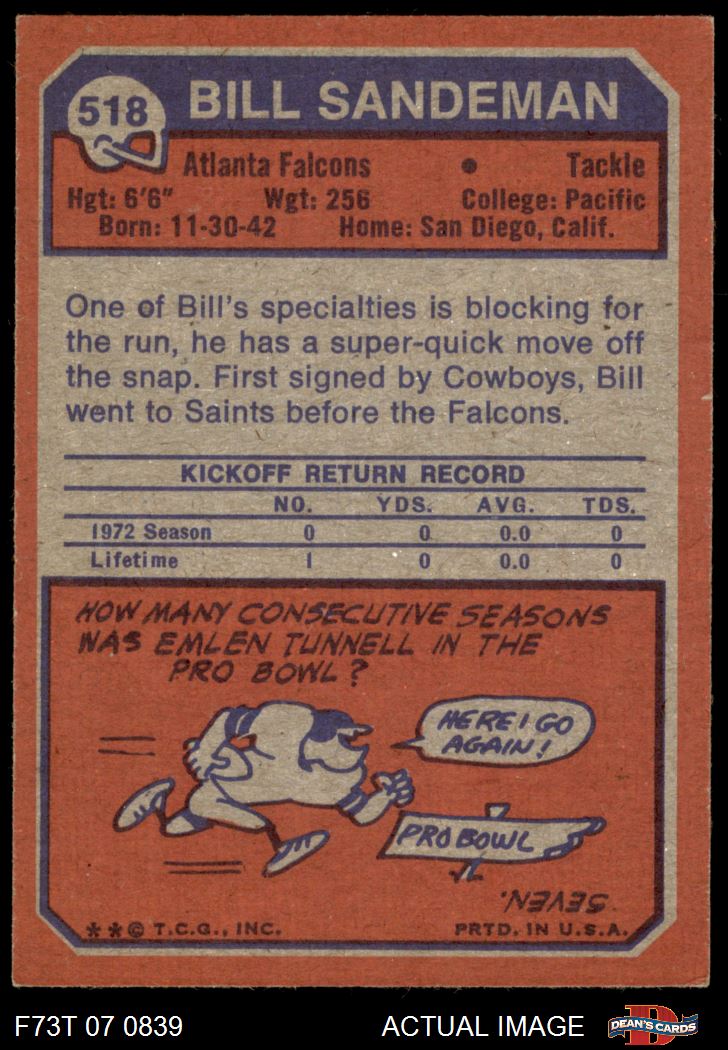 518
BILL SANDEMAN
Atlanta Falcons • Tackle
Hgt: 6'6" Wgt: 256 College: Pacific
Born: 11-30-42 Home: San Diego, Calif.
One of Bill's specialties is blocking for
the run, he has a super-quick move off
the snap. First signed by Cowboys, Bill
went to Saints before the Falcons.
KICKOFF RETURN RECORD
NO. YDS. AVG. TDS.
1972 Season 0 0 0.0 0
Lifetime 1 0 0.0 0
HOW MANY CONSECUTIVE SEASONS
WAS EMLEN TUNNELL IN THE
PRO BOWL?
HERE I GO
AGAIN!
PRO BOWL
SEVEN.
**© T.C.G., INC. PRTD. IN U.S.A.
F73T 07 0839 ACTUAL IMAGE
D
DEAN'S CARDS